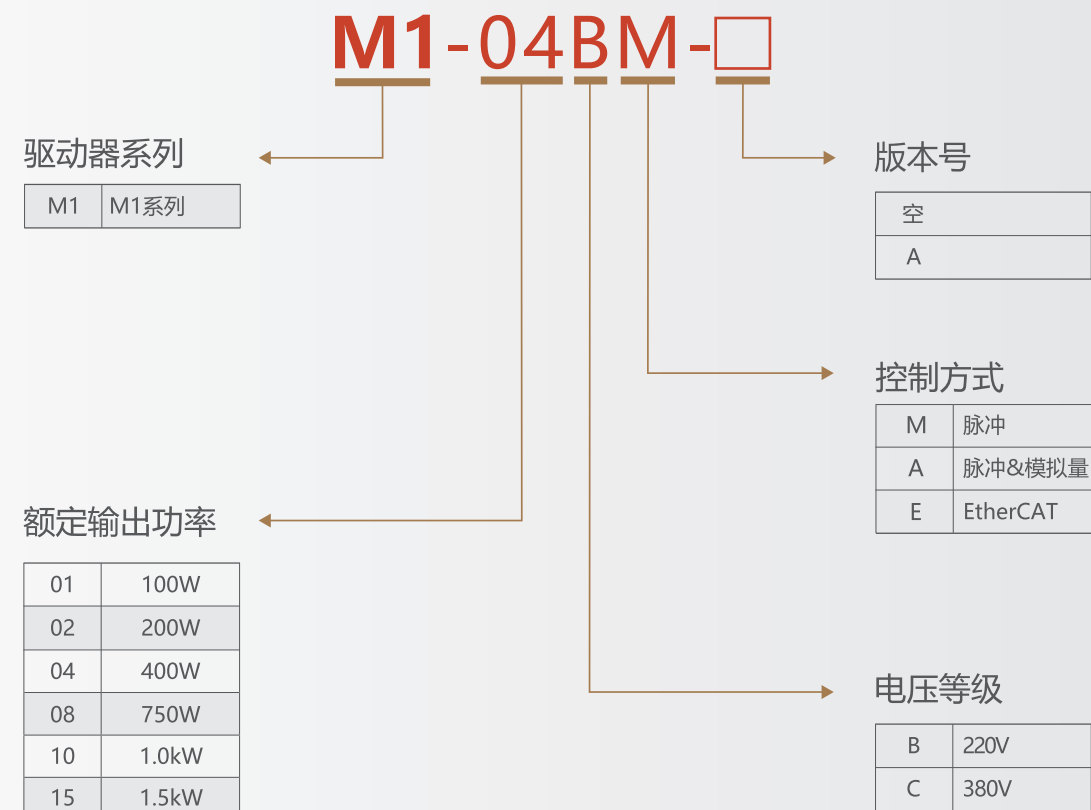 M1-04BM-□
驱动器系列
M1 M1系列
版本号
空
A
控制方式
M 脉冲
A 脉冲&模拟量
E EtherCAT
额定输出功率
01 100W
02 200W
04 400W
08 750W
10 1.0kW
15 1.5kW
电压等级
B 220V
C 380V